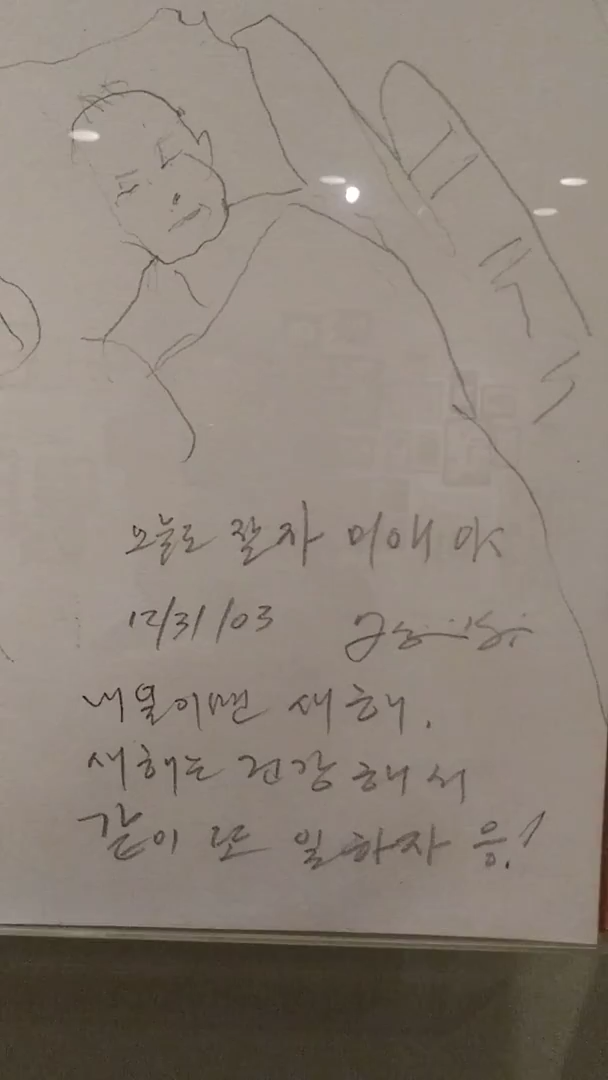 오늘도 잘 자 미애야
12/31/03
내일이면 새해.
새해는 건강해서
같이 또 일하자 응!